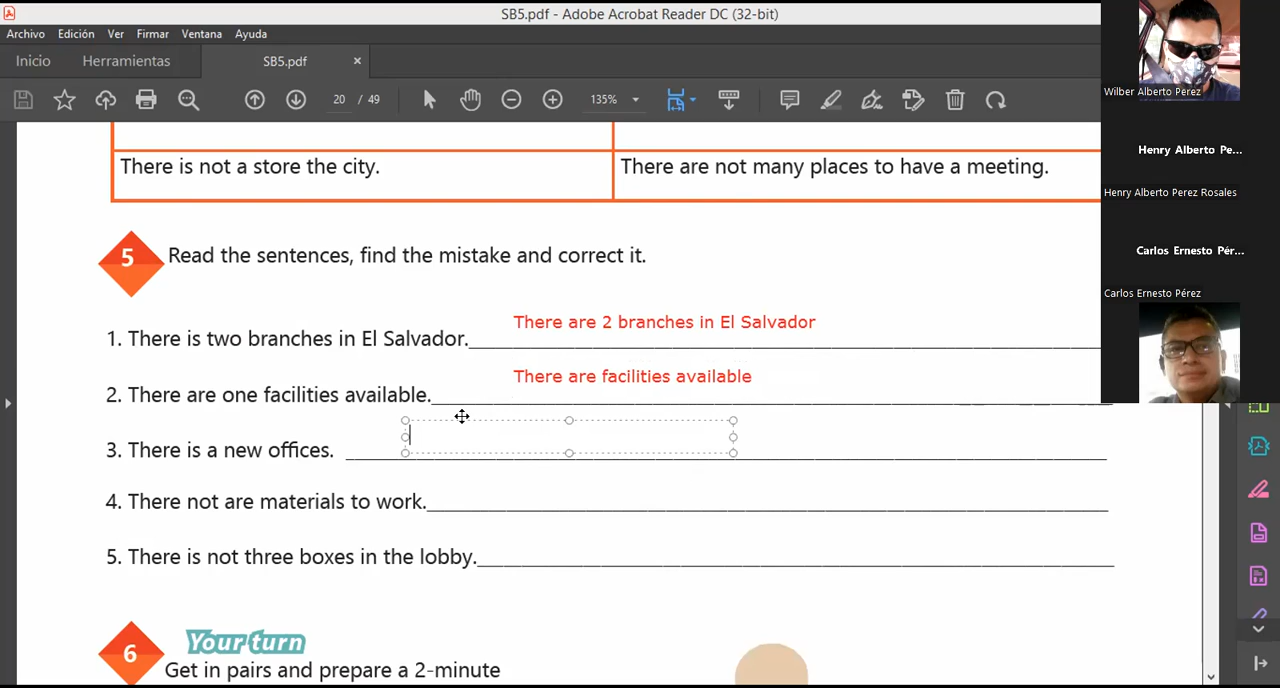 SB5.pdf - Adobe Acrobat Reader DC (32-bit)
Archivo Edición Ver Firmar Ventana Ayuda
Inicio Herramientas SB5.pdf ×
20 / 49 135%
Wilber Alberto Perez
Henry Alberto Pe...
Henry Alberto Perez Rosales
Carlos Ernesto Pér...
Carlos Ernesto Pérez
There is not a store the city. There are not many places to have a meeting.
5 Read the sentences, find the mistake and correct it.
There are 2 branches in El Salvador
1. There is two branches in El Salvador.
There are facilities available
2. There are one facilities available.
3. There is a new offices.
4. There not are materials to work.
5. There is not three boxes in the lobby.
Your turn
6 Get in pairs and prepare a 2-minute